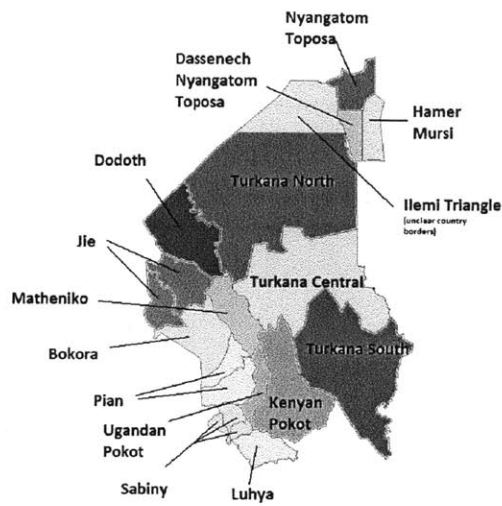 Nyangatom
Toposa
Dassenech
Nyangatom
Toposa
Hamer
Mursi
Dodoth
Turkana North
Ilemi Triangle
(unclear country
borders)
Jie
Turkana Central
Matheniko
Turkana South
Bokora
Pian
Kenyan
Pokot
Ugandan
Pokot
Sabiny
Luhya